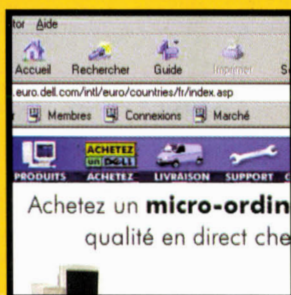 tor Aide
Accueil Rechercher Guide Imprimer S
.euro.dell.com/intl/euro/countries/fr/index.asp
Membres Connexions Marché
ACHETEZ
un DELL
PRODUITS ACHETEZ LIVRAISON SUPPORT C
Achetez un micro-ordin
qualité en direct che